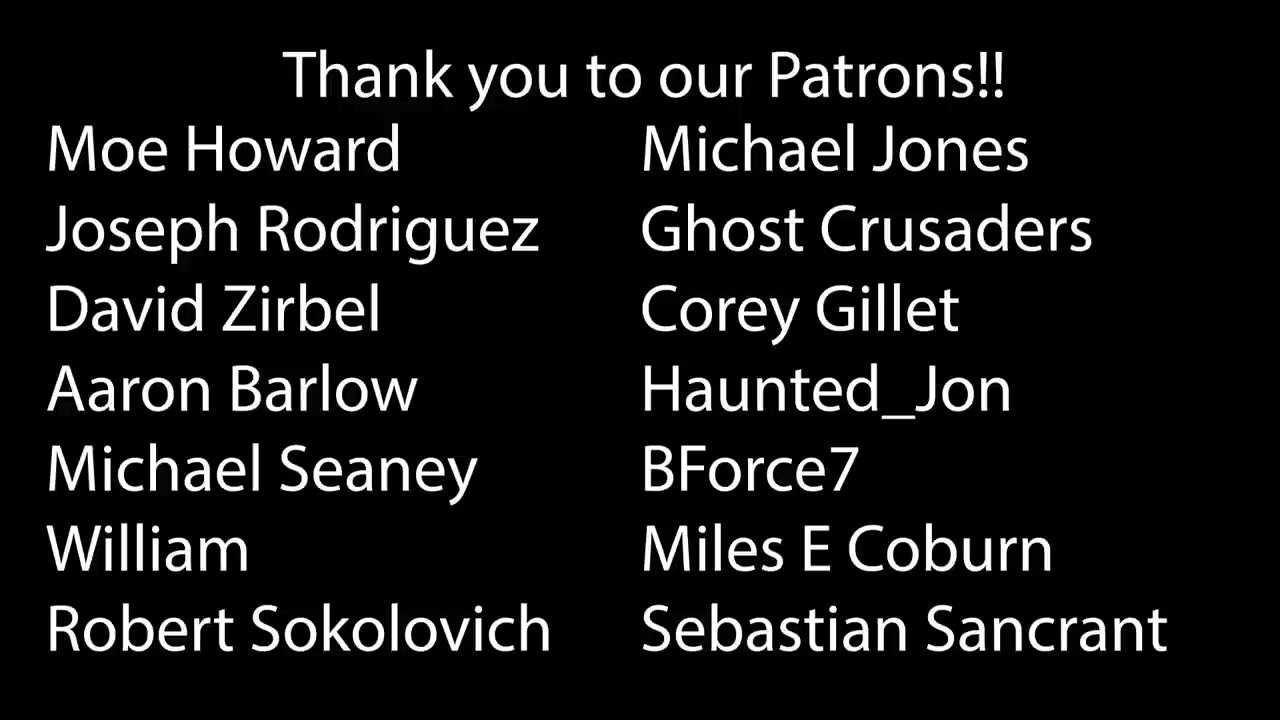 Thank you to our Patrons!!
Moe Howard
Joseph Rodriguez
David Zirbel
Aaron Barlow
Michael Seaney
William
Robert Sokolovich
Michael Jones
Ghost Crusaders
Corey Gillet
Haunted_Jon
BForce7
Miles E Coburn
Sebastian Sancrant